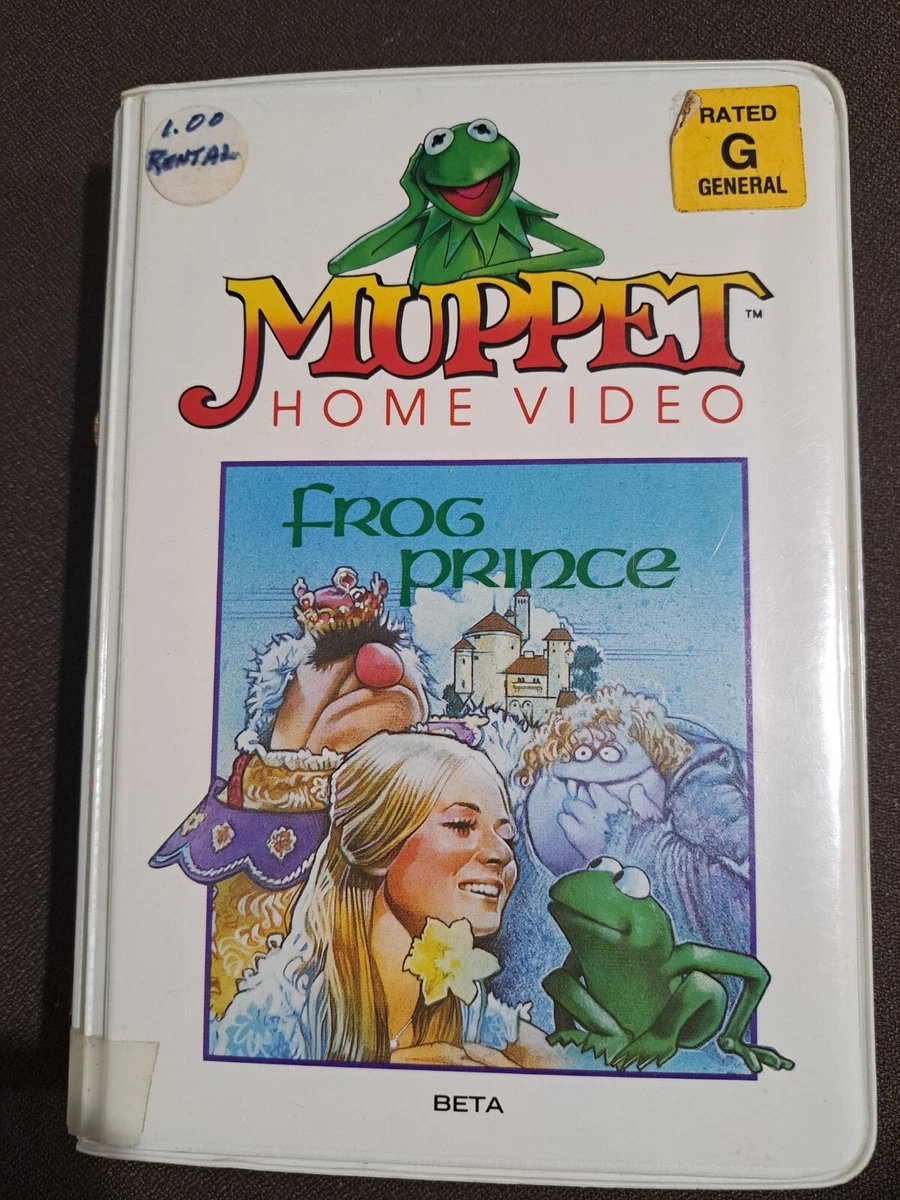 1.00
RENTAL
RATED
G
GENERAL
MUPPET™
HOME VIDEO
FROG
PRINCE
BETA